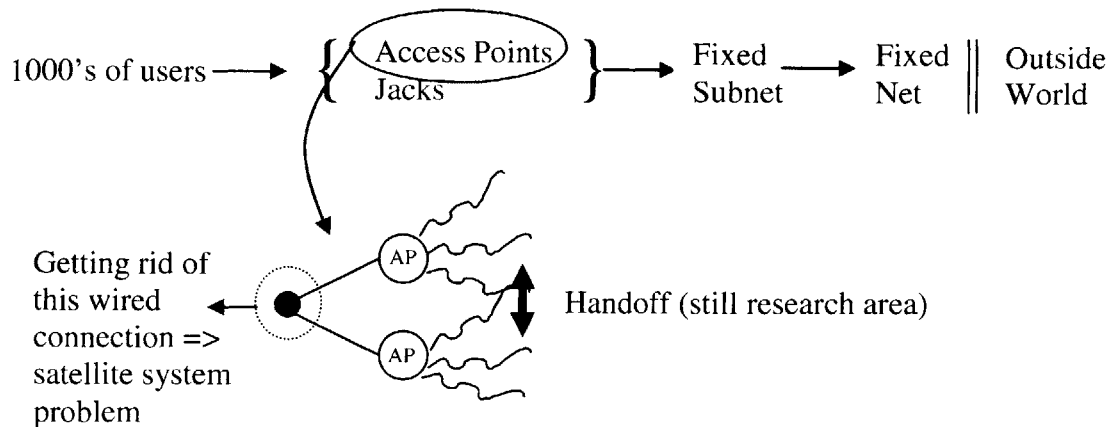 1000's of users
{ Access Points }
Jacks
Fixed
Subnet
Fixed
Net
Outside
World
AP
Getting rid of
this wired
connection =>
satellite system
problem
Handoff (still research area)
AP